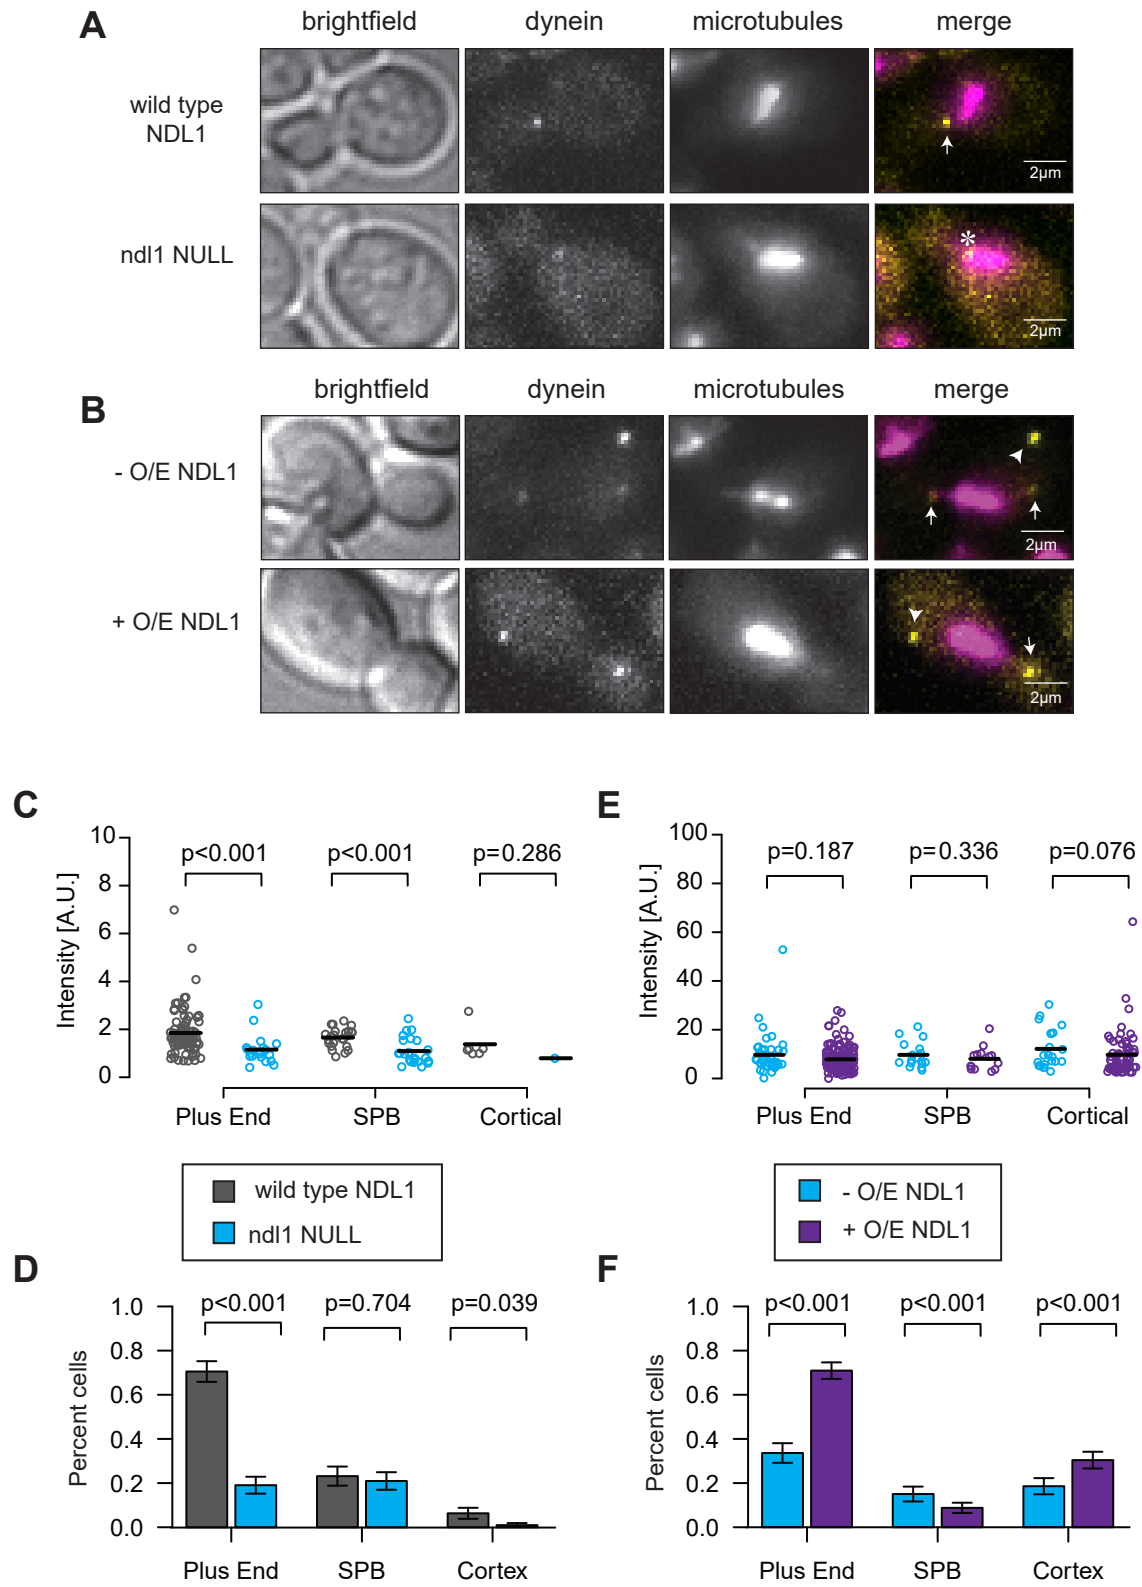 A
brightfield dynein microtubules merge
wild type
NDL1
2µm
ndl1 NULL
*
2µm
B
brightfield dynein microtubules merge
- O/E NDL1
2µm
+ O/E NDL1
2µm
C
Intensity [A.U.]
10
8
6
4
2
0
p<0.001 p<0.001 p=0.286
Plus End SPB Cortical
wild type NDL1
ndl1 NULL
E
Intensity [A.U.]
100
80
60
40
20
0
p=0.187 p=0.336 p=0.076
Plus End SPB Cortical
- O/E NDL1
+ O/E NDL1
D
Percent cells
1.0
0.8
0.6
0.4
0.2
0.0
p<0.001 p=0.704 p=0.039
Plus End SPB Cortex
F
Percent cells
1.0
0.8
0.6
0.4
0.2
0.0
p<0.001 p<0.001 p<0.001
Plus End SPB Cortex